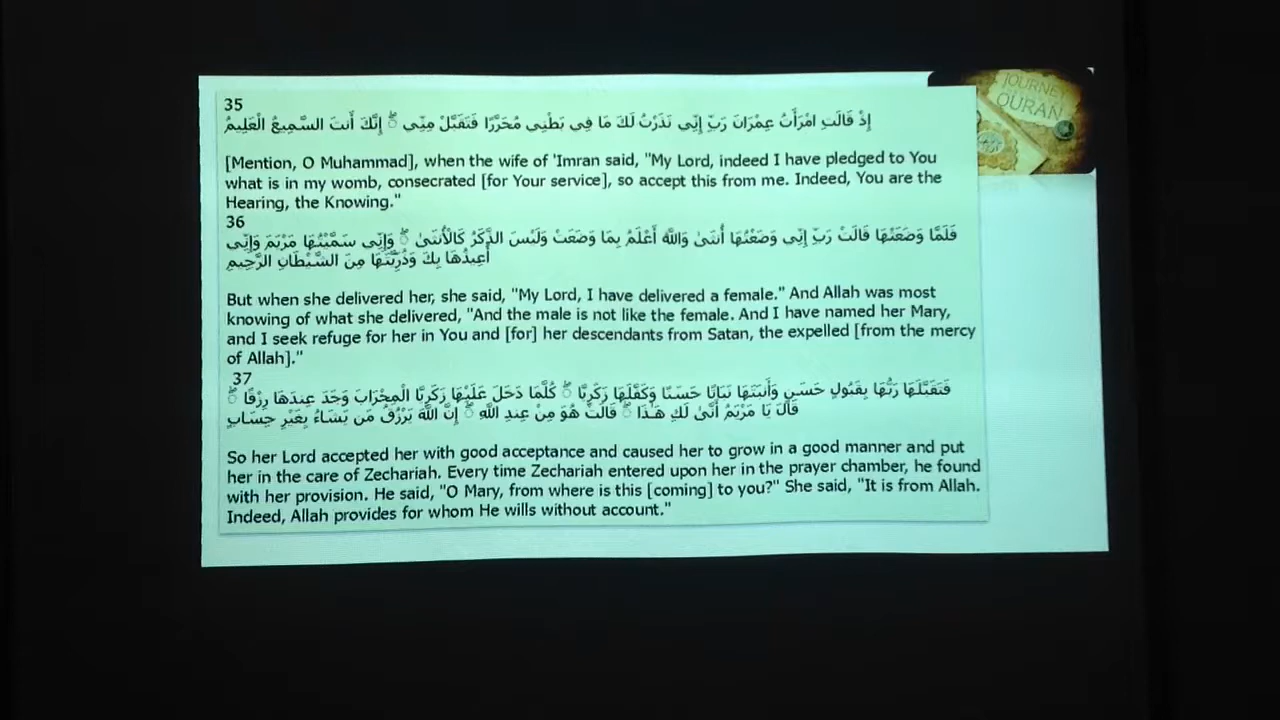 JOURNEY
QURAN
35
إِذْ قَالَتِ امْرَأَتُ عِمْرَانَ رَبِّ إِنِّي نَذَرْتُ لَكَ مَا فِي بَطْنِي مُحَرَّرًا فَتَقَبَّلْ مِنِّي ۖ إِنَّكَ أَنتَ السَّمِيعُ الْعَلِيمُ
[Mention, O Muhammad], when the wife of 'Imran said, "My Lord, indeed I have pledged to You
what is in my womb, consecrated [for Your service], so accept this from me. Indeed, You are the
Hearing, the Knowing."
36
فَلَمَّا وَضَعَتْهَا قَالَتْ رَبِّ إِنِّي وَضَعْتُهَا أُنثَىٰ وَاللَّهُ أَعْلَمُ بِمَا وَضَعَتْ وَلَيْسَ الذَّكَرُ كَالْأُنثَىٰ ۖ وَإِنِّي سَمَّيْتُهَا مَرْيَمَ وَإِنِّي
أُعِيذُهَا بِكَ وَذُرِّيَّتَهَا مِنَ الشَّيْطَانِ الرَّجِيمِ
But when she delivered her, she said, "My Lord, I have delivered a female." And Allah was most
knowing of what she delivered, "And the male is not like the female. And I have named her Mary,
and I seek refuge for her in You and [for] her descendants from Satan, the expelled [from the mercy
of Allah]."
37
فَتَقَبَّلَهَا رَبُّهَا بِقَبُولٍ حَسَنٍ وَأَنبَتَهَا نَبَاتًا حَسَنًا وَكَفَّلَهَا زَكَرِيَّا ۖ كُلَّمَا دَخَلَ عَلَيْهَا زَكَرِيَّا الْمِحْرَابَ وَجَدَ عِندَهَا رِزْقًا ۖ
قَالَ يَا مَرْيَمُ أَنَّىٰ لَكِ هَٰذَا ۖ قَالَتْ هُوَ مِنْ عِندِ اللَّهِ ۖ إِنَّ اللَّهَ يَرْزُقُ مَن يَشَاءُ بِغَيْرِ حِسَابٍ
So her Lord accepted her with good acceptance and caused her to grow in a good manner and put
her in the care of Zechariah. Every time Zechariah entered upon her in the prayer chamber, he found
with her provision. He said, "O Mary, from where is this [coming] to you?" She said, "It is from Allah.
Indeed, Allah provides for whom He wills without account."